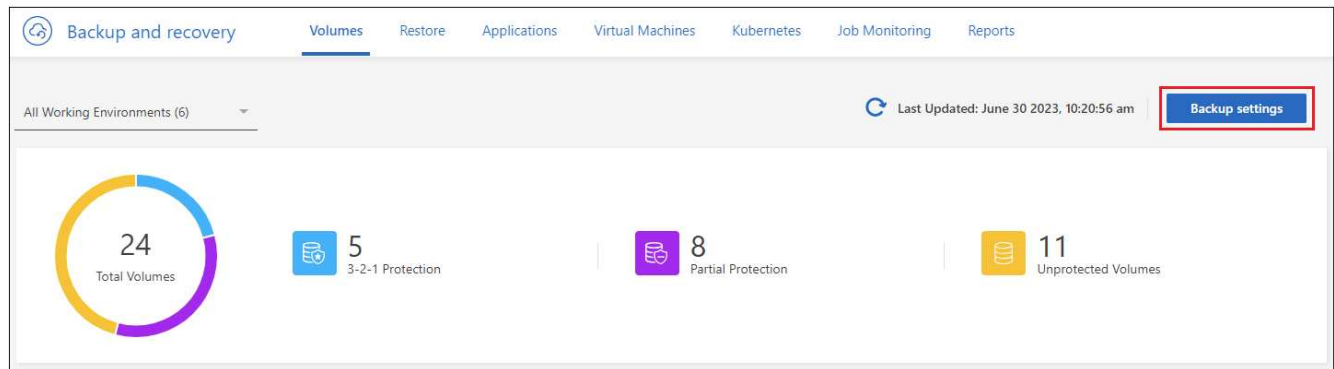 Backup and recovery
Volumes
Restore
Applications
Virtual Machines
Kubernetes
Job Monitoring
Reports
All Working Environments (6)
Last Updated: June 30 2023, 10:20:56 am
Backup settings
24
Total Volumes
5
3-2-1 Protection
8
Partial Protection
11
Unprotected Volumes